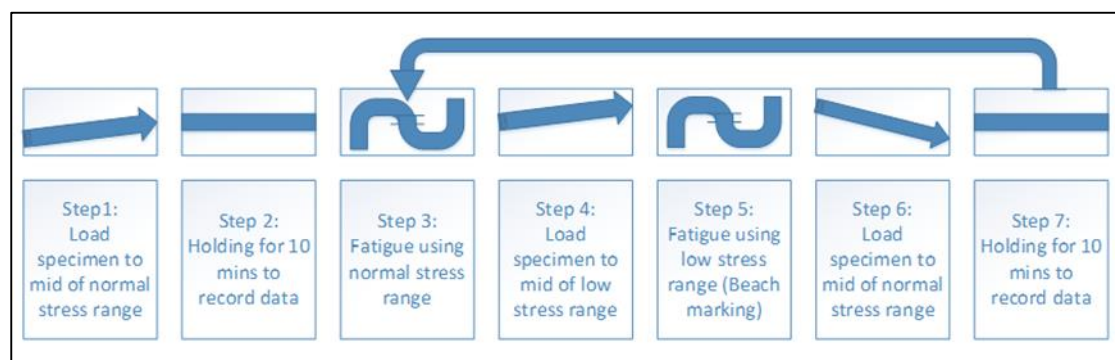 Step1:
Load
specimen to
mid of normal
stress range
Step 2:
Holding for 10
mins to
record data
Step 3:
Fatigue using
normal stress
range
Step 4:
Load
specimen to
mid of low
stress range
Step 5:
Fatigue using
low stress
range (Beach
marking)
Step 6:
Load
specimen to
mid of normal
stress range
Step 7:
Holding for 10
mins to
record data